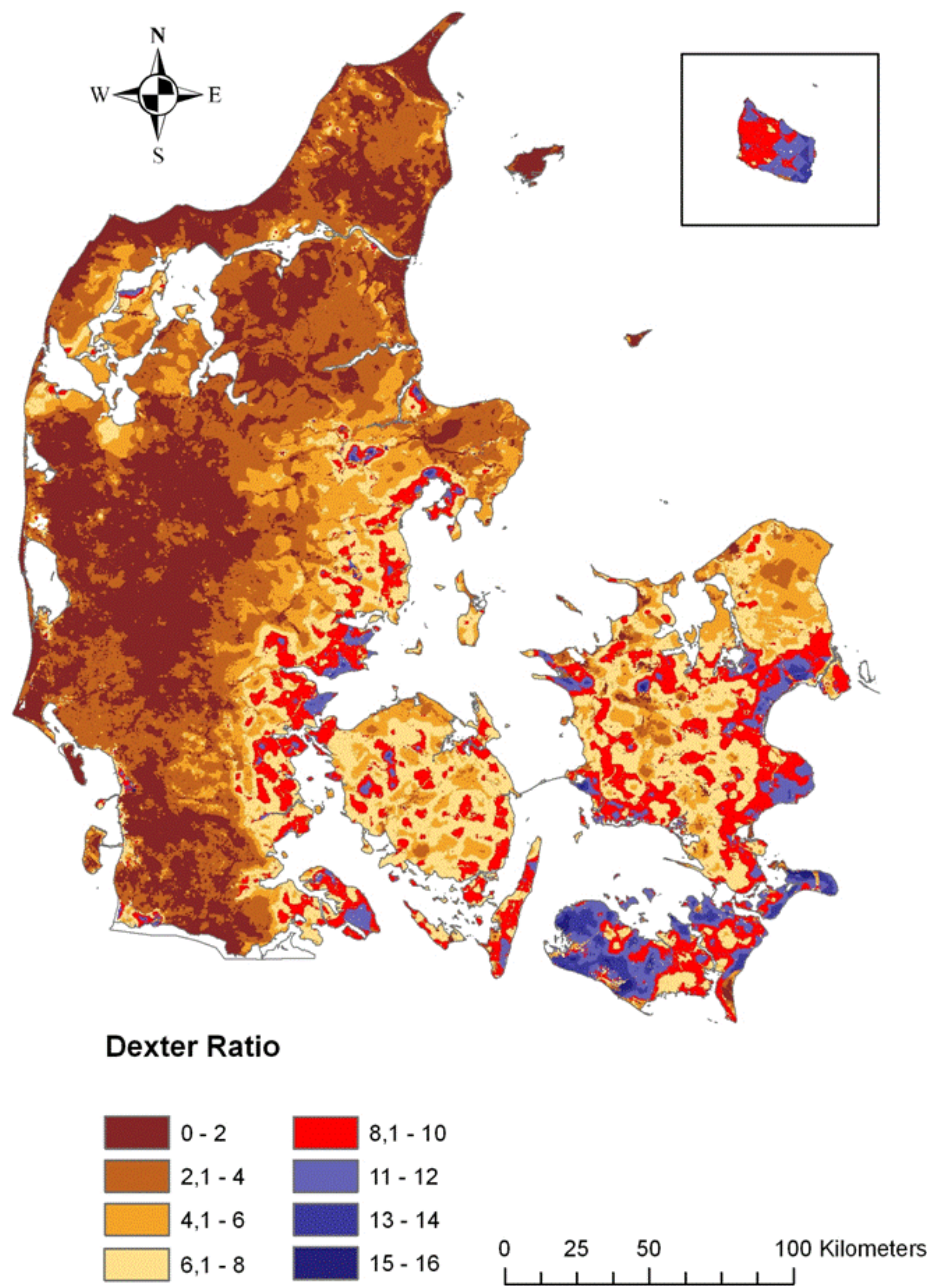 N
W E
S
Dexter Ratio
0 - 2
2,1 - 4
4,1 - 6
6,1 - 8
8,1 - 10
11 - 12
13 - 14
15 - 16
0 25 50 100 Kilometers